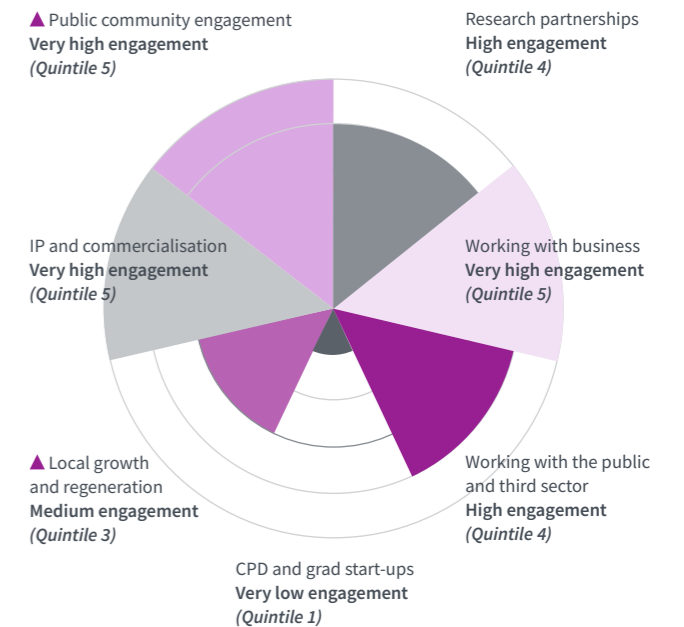 ▲ Public community engagement
Very high engagement
(Quintile 5)
Research partnerships
High engagement
(Quintile 4)
IP and commercialisation
Very high engagement
(Quintile 5)
Working with business
Very high engagement
(Quintile 5)
▲ Local growth
and regeneration
Medium engagement
(Quintile 3)
Working with the public
and third sector
High engagement
(Quintile 4)
CPD and grad start-ups
Very low engagement
(Quintile 1)